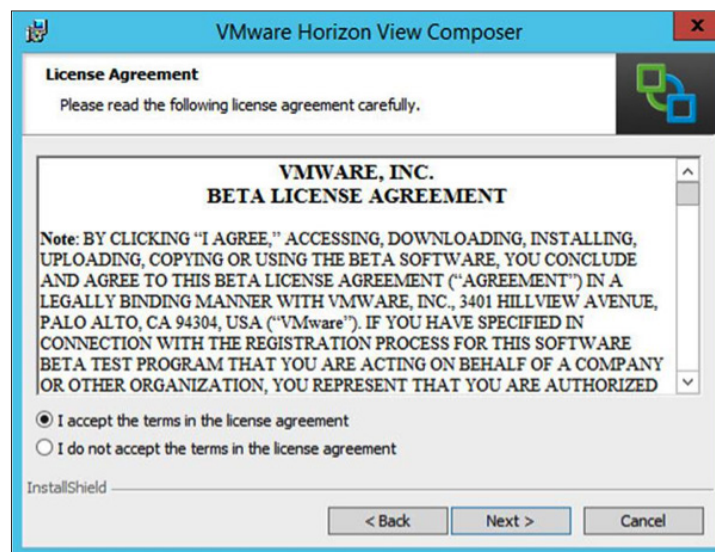 VMware Horizon View Composer
x
License Agreement
Please read the following license agreement carefully.
VMWARE, INC.
BETA LICENSE AGREEMENT
Note: BY CLICKING “I AGREE,” ACCESSING, DOWNLOADING, INSTALLING,
UPLOADING, COPYING OR USING THE BETA SOFTWARE, YOU CONCLUDE
AND AGREE TO THIS BETA LICENSE AGREEMENT (“AGREEMENT”) IN A
LEGALLY BINDING MANNER WITH VMWARE, INC., 3401 HILLVIEW AVENUE,
PALO ALTO, CA 94304, USA (“VMware”). IF YOU HAVE SPECIFIED IN
CONNECTION WITH THE REGISTRATION PROCESS FOR THIS SOFTWARE
BETA TEST PROGRAM THAT YOU ARE ACTING ON BEHALF OF A COMPANY
OR OTHER ORGANIZATION, YOU REPRESENT THAT YOU ARE AUTHORIZED
I accept the terms in the license agreement
I do not accept the terms in the license agreement
InstallShield
< Back
Next >
Cancel